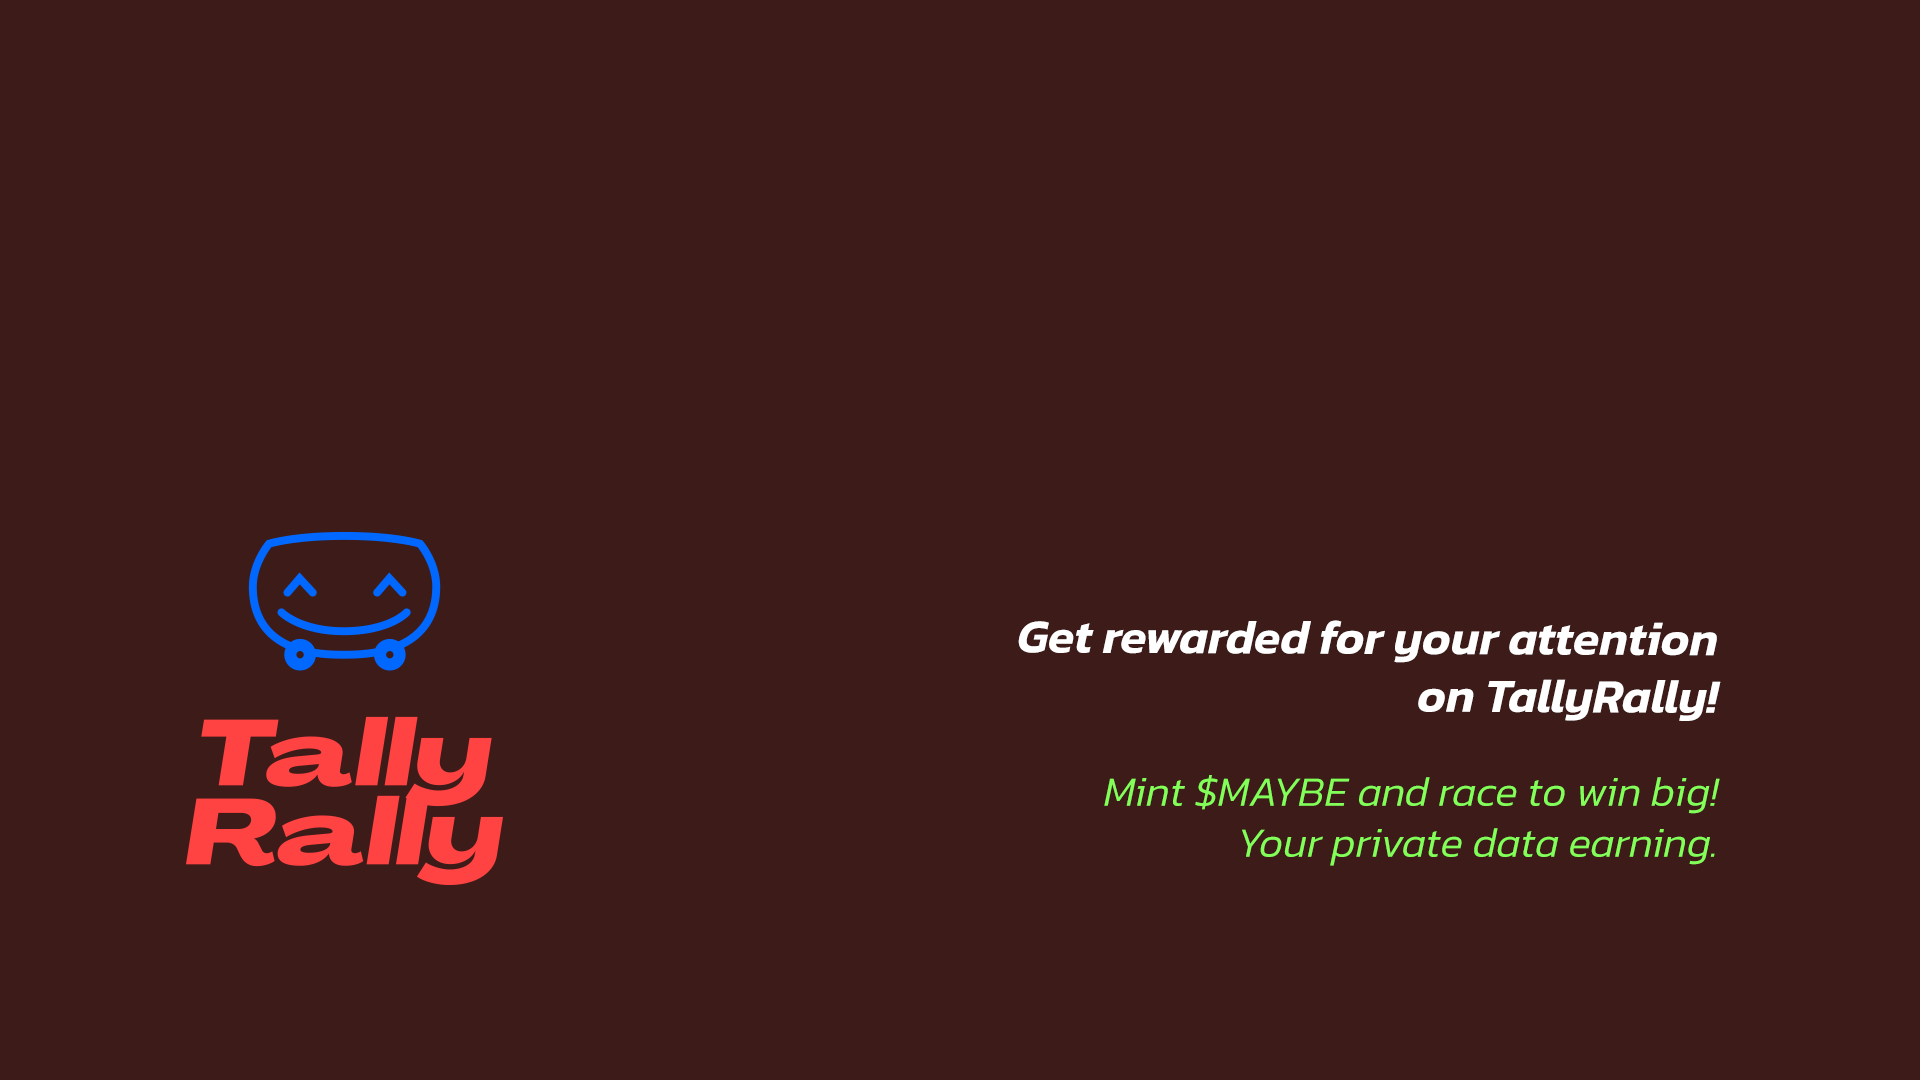 Tally
Rally
Get rewarded for your attention
on TallyRally!
Mint $MAYBE and race to win big!
Your private data earning.